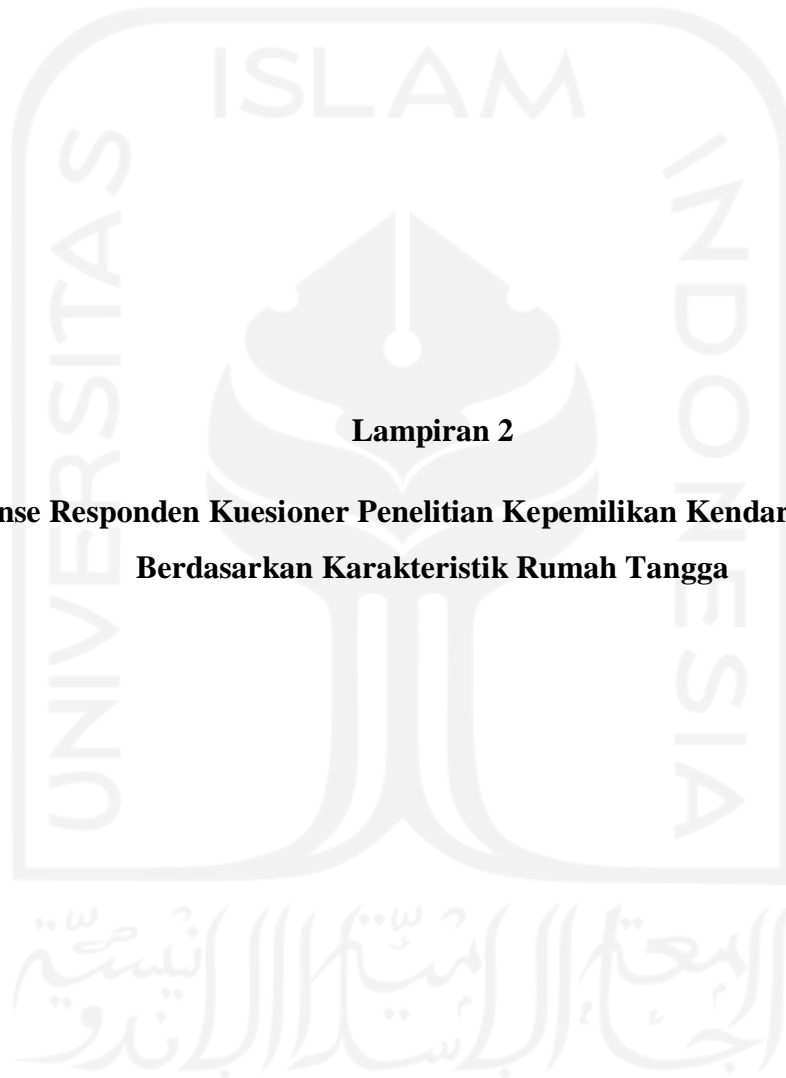 ISLAM
UNIVERSITAS
INDONESIA
Lampiran 2
nse Responden Kuesioner Penelitian Kepemilikan Kendar
Berdasarkan Karakteristik Rumah Tangga